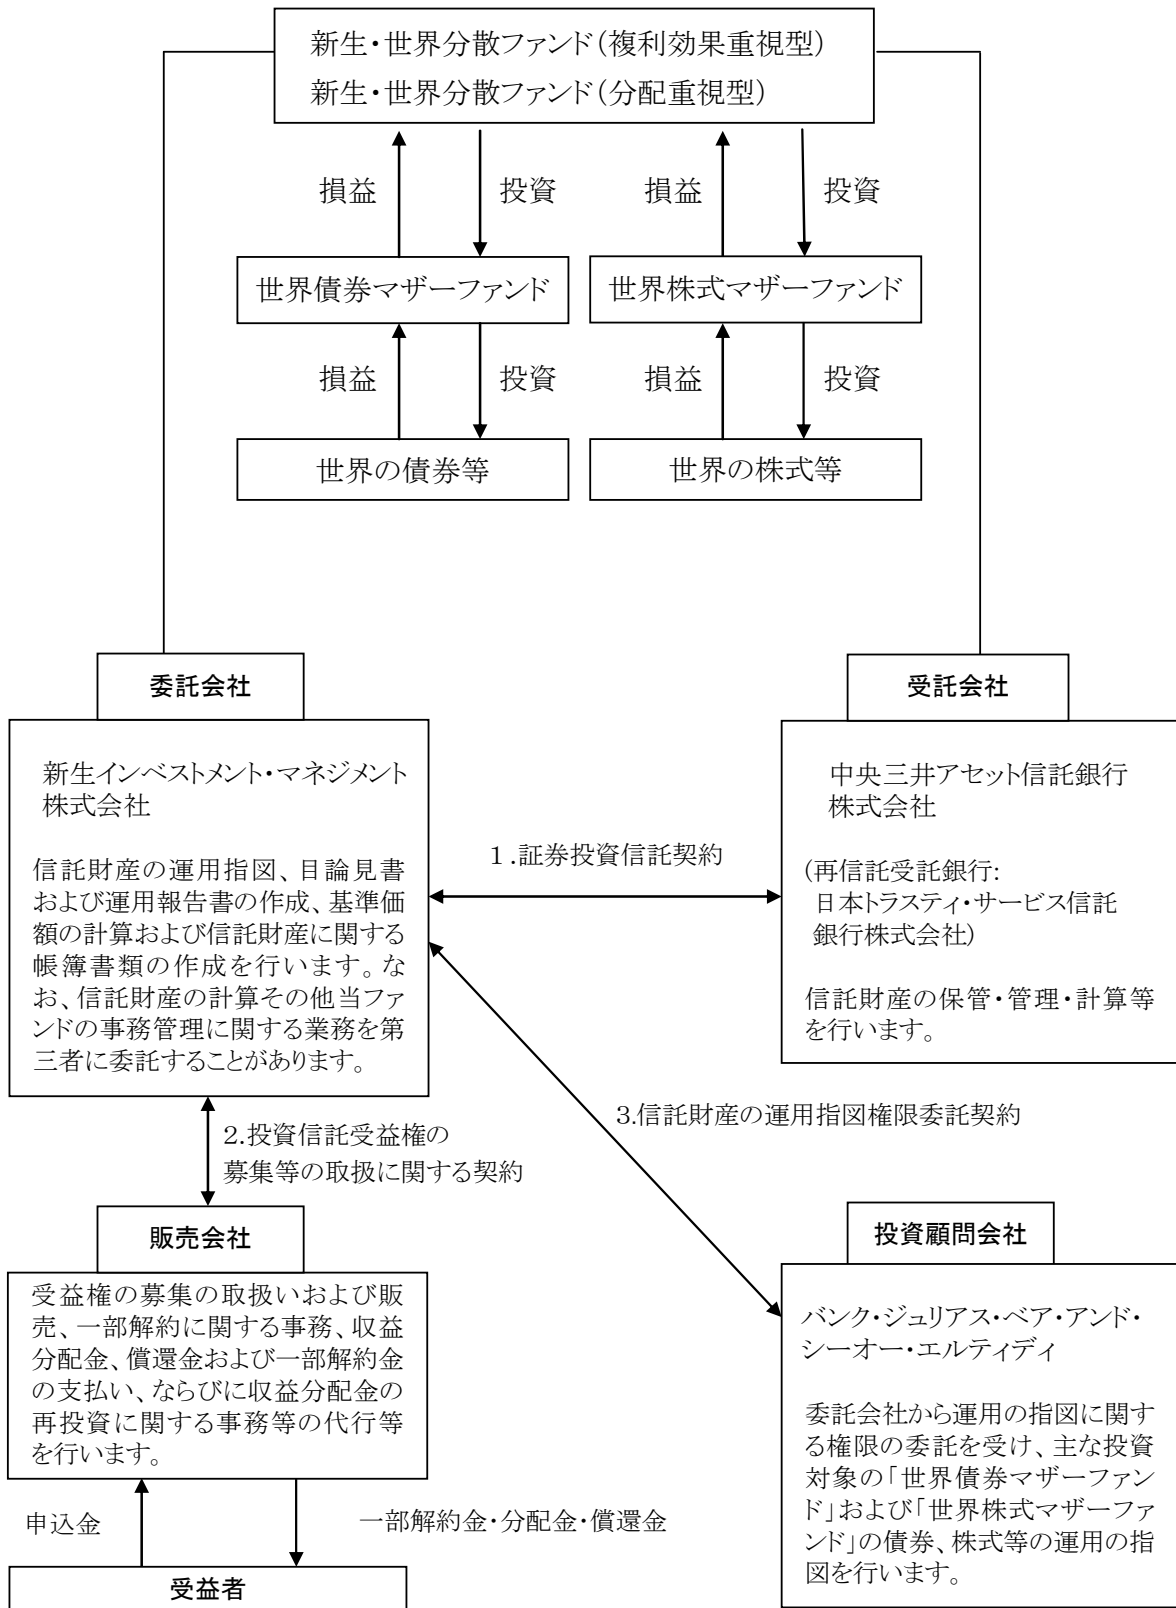 新生・世界分散ファンド(複利効果重視型)
新生・世界分散ファンド(分配重視型)
損益
投資
損益
投資
世界債券マザーファンド
世界株式マザーファンド
損益
投資
損益
投資
世界の債券等
世界の株式等
委託会社
新生インベストメント・マネジメント
株式会社
信託財産の運用指図、目論見書
および運用報告書の作成、基準価
額の計算および信託財産に関する
帳簿書類の作成を行います。な
お、信託財産の計算その他当ファ
ンドの事務管理に関する業務を第
三者に委託することがあります。
1.証券投資信託契約
受託会社
中央三井アセット信託銀行
株式会社
(再信託受託銀行:
日本トラスティ・サービス信託
銀行株式会社)
信託財産の保管・管理・計算等
を行います。
2.投資信託受益権の
募集等の取扱に関する契約
3.信託財産の運用指図権限委託契約
販売会社
受益権の募集の取扱いおよび販
売、一部解約に関する事務、収益
分配金、償還金および一部解約金
の支払い、ならびに収益分配金の
再投資に関する事務等の代行等
を行います。
投資顧問会社
バンク・ジュリアス・ベア・アンド・
シーオー・エルティディ
委託会社から運用の指図に関す
る権限の委託を受け、主な投資
対象の「世界債券マザーファン
ド」および「世界株式マザーファ
ンド」の債券、株式等の運用の指
図を行います。
申込金
一部解約金・分配金・償還金
受益者